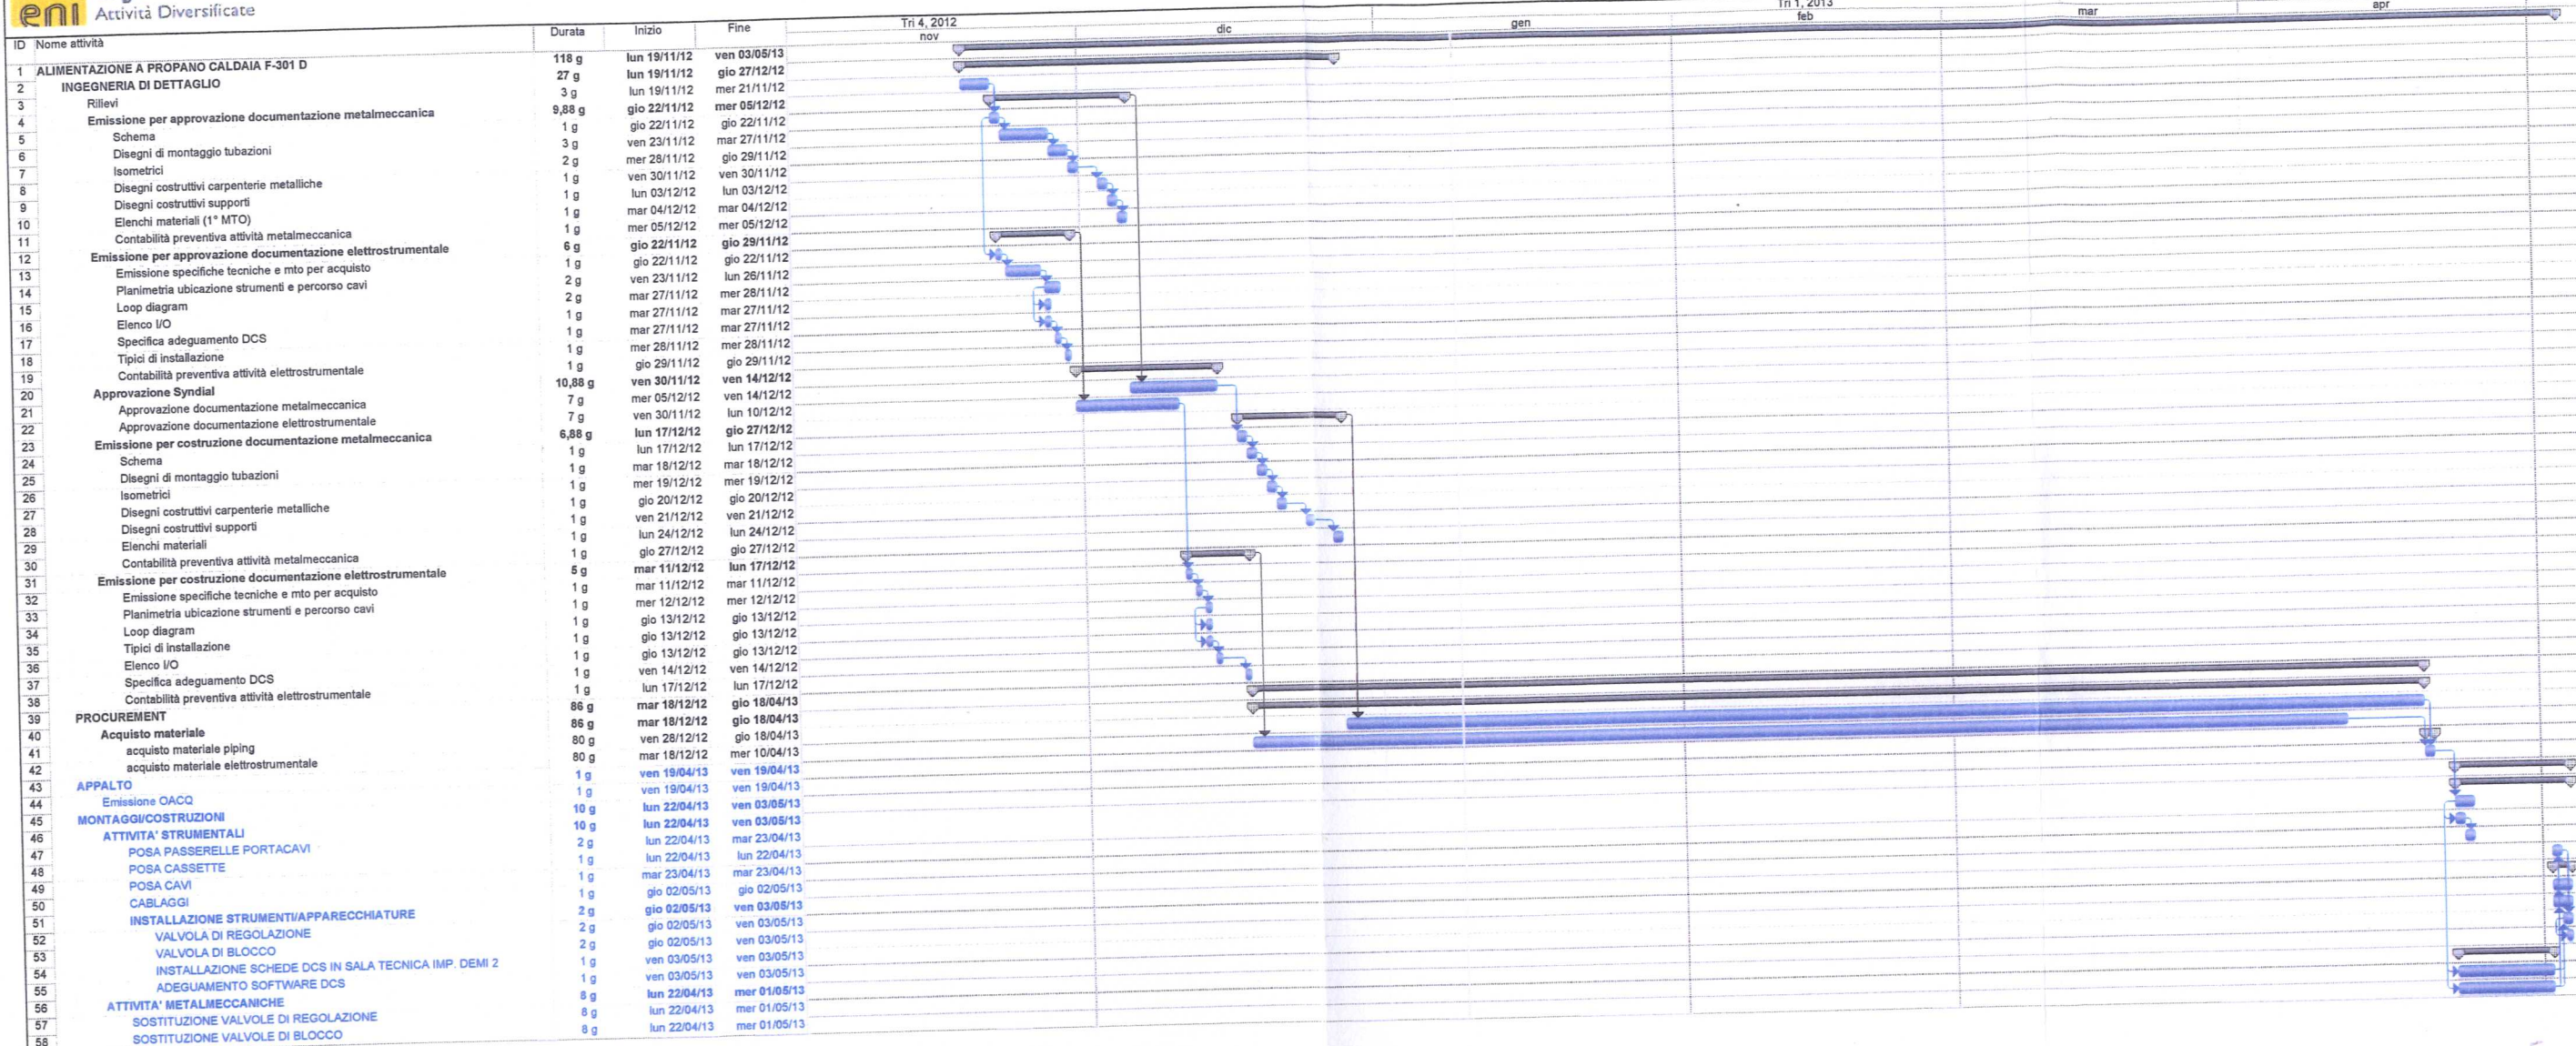 eni
Attività Diversificate
Tri 4, 2012 Tri 1, 2013
ID Nome attività Durata Inizio Fine nov dic gen feb mar apr
1 ALIMENTAZIONE A PROPANO CALDAIA F-301 D 118 g lun 19/11/12 ven 03/05/13
2 INGEGNERIA DI DETTAGLIO 27 g lun 19/11/12 gio 27/12/12
3 Rilievi 3 g lun 19/11/12 mer 21/11/12
4 Emissione per approvazione documentazione metalmeccanica 9,88 g gio 22/11/12 mer 05/12/12
5 Schema 1 g gio 22/11/12 gio 22/11/12
6 Disegni di montaggio tubazioni 3 g ven 23/11/12 mar 27/11/12
7 Isometrici 2 g mer 28/11/12 gio 29/11/12
8 Disegni costruttivi carpenterie metalliche 1 g ven 30/11/12 ven 30/11/12
9 Disegni costruttivi supporti 1 g lun 03/12/12 lun 03/12/12
10 Elenchi materiali (1° MTO) 1 g mar 04/12/12 mar 04/12/12
11 Contabilità preventiva attività metalmeccanica 1 g mer 05/12/12 mer 05/12/12
12 Emissione per approvazione documentazione elettrostrumentale 6 g gio 22/11/12 gio 29/11/12
13 Emissione specifiche tecniche e mto per acquisto 1 g gio 22/11/12 gio 22/11/12
14 Planimetria ubicazione strumenti e percorso cavi 2 g ven 23/11/12 lun 26/11/12
15 Loop diagram 2 g mar 27/11/12 mer 28/11/12
16 Elenco I/O 1 g mar 27/11/12 mar 27/11/12
17 Specifica adeguamento DCS 1 g mar 27/11/12 mar 27/11/12
18 Tipici di installazione 1 g mer 28/11/12 mer 28/11/12
19 Contabilità preventiva attività elettrostrumentale 1 g gio 29/11/12 gio 29/11/12
20 Approvazione Syndial 10,88 g ven 30/11/12 ven 14/12/12
21 Approvazione documentazione metalmeccanica 7 g mer 05/12/12 ven 14/12/12
22 Approvazione documentazione elettrostrumentale 7 g ven 30/11/12 lun 10/12/12
23 Emissione per costruzione documentazione metalmeccanica 6,88 g lun 17/12/12 gio 27/12/12
24 Schema 1 g lun 17/12/12 lun 17/12/12
25 Disegni di montaggio tubazioni 1 g mar 18/12/12 mar 18/12/12
26 Isometrici 1 g mer 19/12/12 mer 19/12/12
27 Disegni costruttivi carpenterie metalliche 1 g gio 20/12/12 gio 20/12/12
28 Disegni costruttivi supporti 1 g ven 21/12/12 ven 21/12/12
29 Elenchi materiali 1 g lun 24/12/12 lun 24/12/12
30 Contabilità preventiva attività metalmeccanica 1 g gio 27/12/12 gio 27/12/12
31 Emissione per costruzione documentazione elettrostrumentale 5 g mar 11/12/12 lun 17/12/12
32 Emissione specifiche tecniche e mto per acquisto 1 g mar 11/12/12 mar 11/12/12
33 Planimetria ubicazione strumenti e percorso cavi 1 g mer 12/12/12 mer 12/12/12
34 Loop diagram 1 g gio 13/12/12 gio 13/12/12
35 Tipici di installazione 1 g gio 13/12/12 gio 13/12/12
36 Elenco I/O 1 g gio 13/12/12 gio 13/12/12
37 Specifica adeguamento DCS 1 g ven 14/12/12 ven 14/12/12
38 Contabilità preventiva attività elettrostrumentale 1 g lun 17/12/12 lun 17/12/12
39 PROCUREMENT 86 g mar 18/12/12 gio 18/04/13
40 Acquisto materiale 86 g mar 18/12/12 gio 18/04/13
41 acquisto materiale piping 80 g ven 28/12/12 gio 18/04/13
42 acquisto materiale elettrostrumentale 80 g mar 18/12/12 mer 10/04/13
43 APPALTO 1 g ven 19/04/13 ven 19/04/13
44 Emissione OACQ 1 g ven 19/04/13 ven 19/04/13
45 MONTAGGI/COSTRUZIONI 10 g lun 22/04/13 ven 03/05/13
46 ATTIVITA' STRUMENTALI 10 g lun 22/04/13 ven 03/05/13
47 POSA PASSERELLE PORTACAVI 2 g lun 22/04/13 mar 23/04/13
48 POSA CASSETTE 1 g lun 22/04/13 lun 22/04/13
49 POSA CAVI 1 g mar 23/04/13 mar 23/04/13
50 CABLAGGI 1 g gio 02/05/13 gio 02/05/13
51 INSTALLAZIONE STRUMENTI/APPARECCHIATURE 2 g gio 02/05/13 ven 03/05/13
52 VALVOLA DI REGOLAZIONE 2 g gio 02/05/13 ven 03/05/13
53 VALVOLA DI BLOCCO 2 g gio 02/05/13 ven 03/05/13
54 INSTALLAZIONE SCHEDE DCS IN SALA TECNICA IMP. DEMI 2 1 g ven 03/05/13 ven 03/05/13
55 ADEGUAMENTO SOFTWARE DCS 1 g ven 03/05/13 ven 03/05/13
56 ATTIVITA' METALMECCANICHE 8 g lun 22/04/13 mer 01/05/13
57 SOSTITUZIONE VALVOLE DI REGOLAZIONE 8 g lun 22/04/13 mer 01/05/13
58 SOSTITUZIONE VALVOLE DI BLOCCO 8 g lun 22/04/13 mer 01/05/13